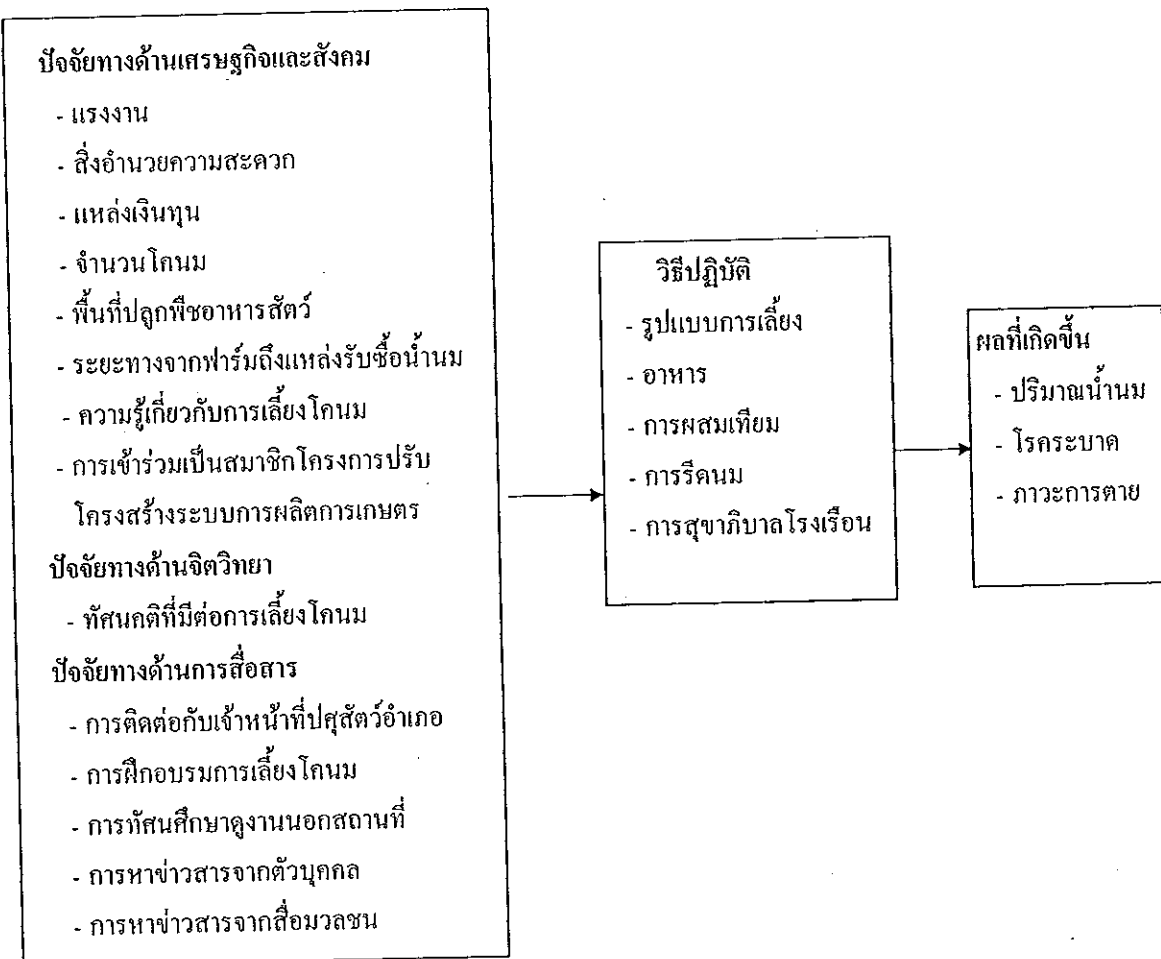 ปัจจัยทางด้านเศรษฐกิจและสังคม
- แรงงาน
- สิ่งอำนวยความสะดวก
- แหล่งเงินทุน
- จำนวนโคนม
- พื้นที่ปลูกพืชอาหารสัตว์
- ระยะทางจากฟาร์มถึงแหล่งรับซื้อน้ำนม
- ความรู้เกี่ยวกับการเลี้ยงโคนม
- การเข้าร่วมเป็นสมาชิกโครงการปรับ
โครงสร้างระบบการผลิตการเกษตร
ปัจจัยทางด้านจิตวิทยา
- ทัศนคติที่มีต่อการเลี้ยงโคนม
ปัจจัยทางด้านการสื่อสาร
- การติดต่อกับเจ้าหน้าที่ปศุสัตว์อำเภอ
- การฝึกอบรมการเลี้ยงโคนม
- การทัศนศึกษาดูงานนอกสถานที่
- การหาข่าวสารจากตัวบุคคล
- การหาข่าวสารจากสื่อมวลชน
วิธีปฏิบัติ
- รูปแบบการเลี้ยง
- อาหาร
- การผสมเทียม
- การรีดนม
- การสุขาภิบาลโรงเรือน
ผลที่เกิดขึ้น
- ปริมาณน้ำนม
- โรคระบาด
- ภาวะการตาย